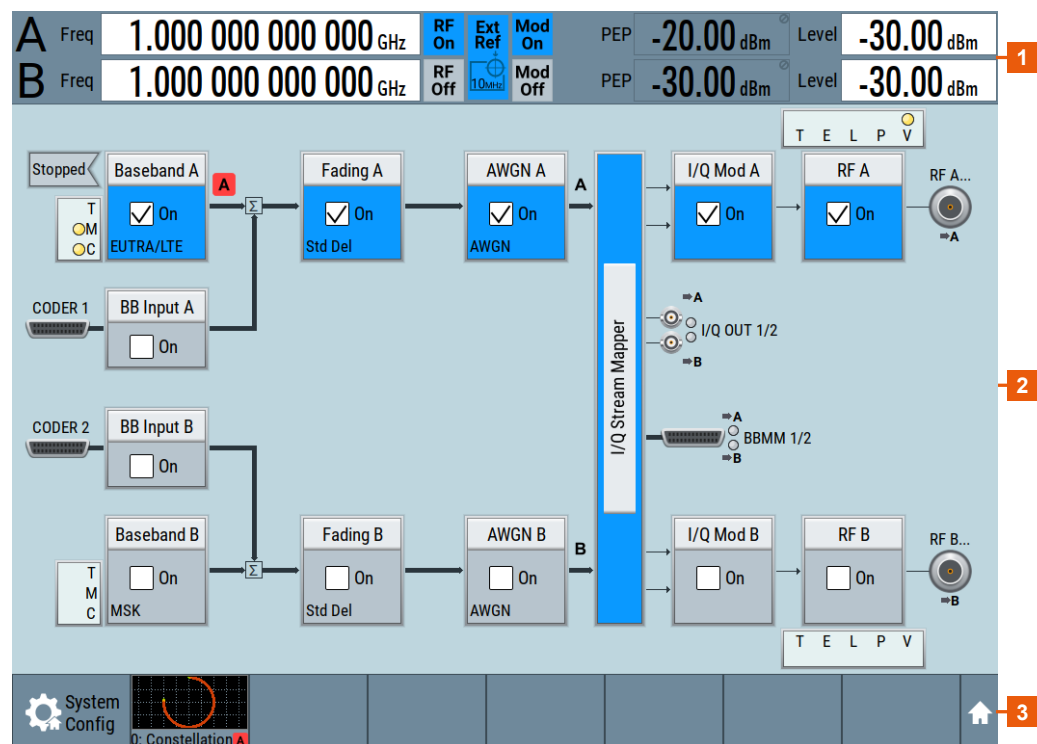 A Freq 1.000 000 000 000 GHz RF On Ext Ref Mod On PEP -20.00 dBm Level -30.00 dBm
1
B Freq 1.000 000 000 000 GHz RF Off 10MHz Mod Off PEP -30.00 dBm Level -30.00 dBm
T E L P V
Stopped
Baseband A
On
EUTRA/LTE
T
M
C
A
Σ
Fading A
On
Std Del
AWGN A
On
AWGN
A
I/Q Mod A
On
RF A
On
RF A...
A
CODER 1
BB Input A
On
I/Q Stream Mapper
A
I/Q OUT 1/2
B
2
CODER 2
BB Input B
On
A
BBMM 1/2
B
Baseband B
On
MSK
T
M
C
Σ
Fading B
On
Std Del
AWGN B
On
AWGN
B
I/Q Mod B
On
RF B
On
RF B...
B
T E L P V
System
Config
0: Constellation A
3